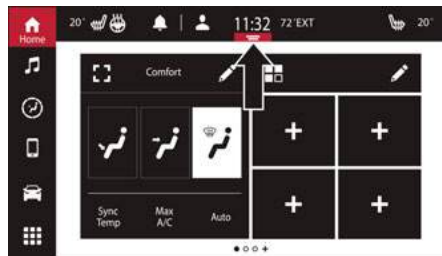 20° 11:32 72°EXT 20°
Home
Comfort
Sync Temp
Max A/C
Auto